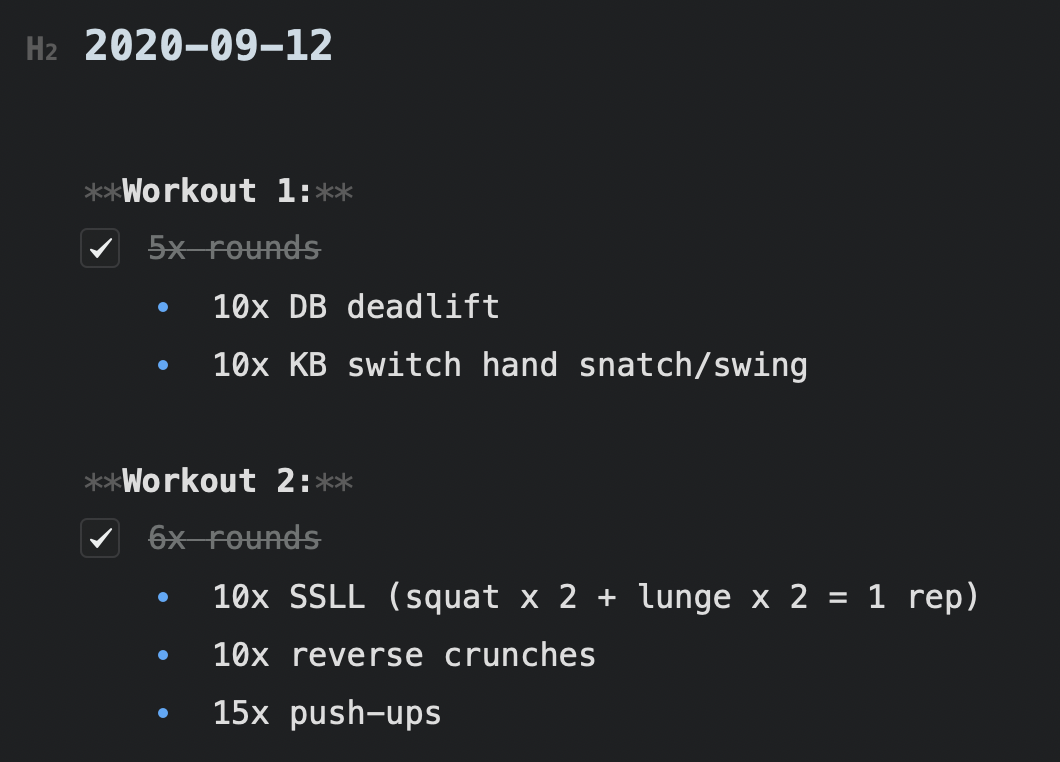 H2 2020-09-12
**Workout 1:**
5x rounds
10x DB deadlift
10x KB switch hand snatch/swing
**Workout 2:**
6x rounds
10x SSLL (squat x 2 + lunge x 2 = 1 rep)
10x reverse crunches
15x push-ups